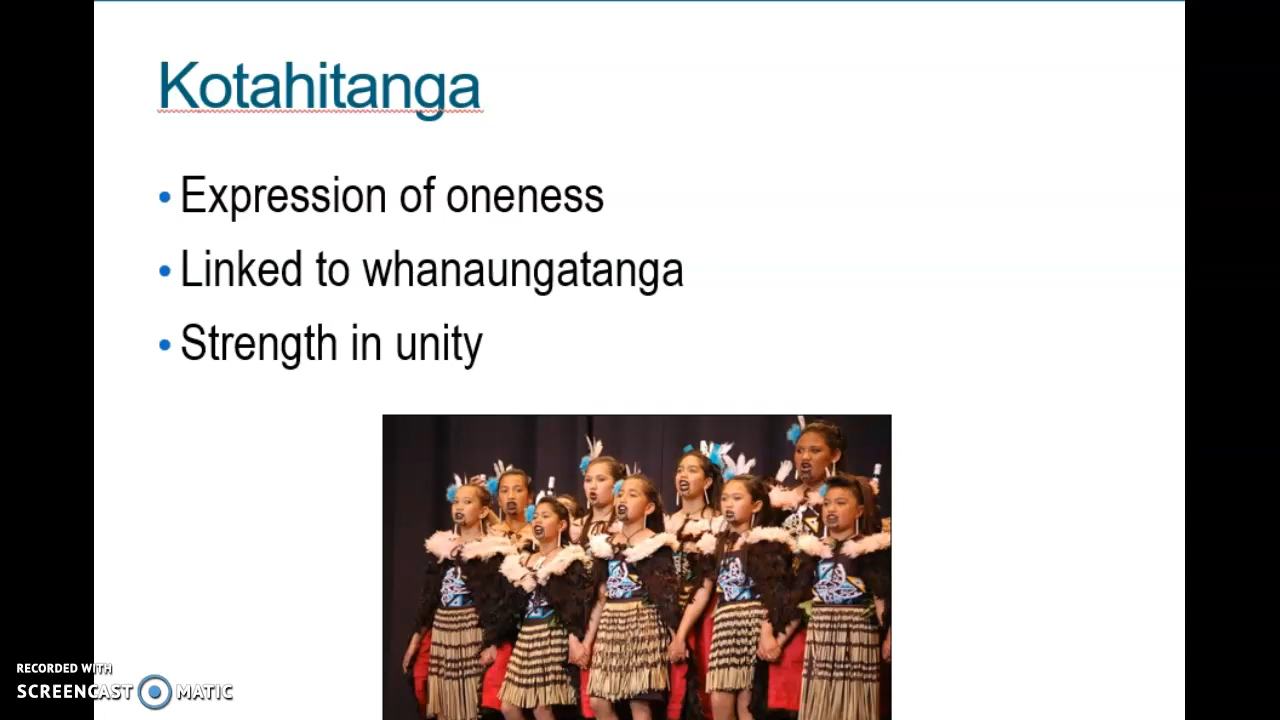 Kotahitanga
• Expression of oneness
• Linked to whanaungatanga
• Strength in unity
RECORDED WITH
SCREENCAST MATIC